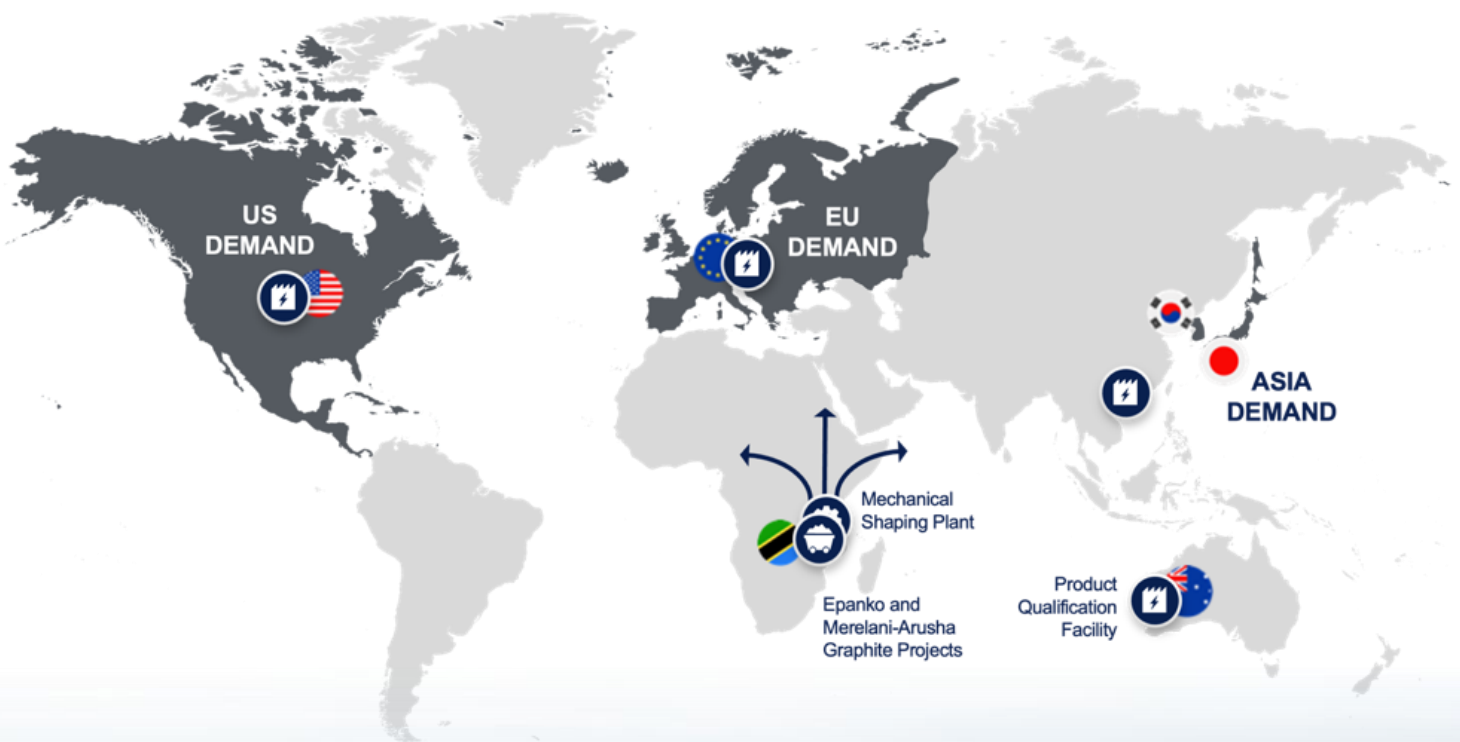 US
DEMAND
EU
DEMAND
ASIA
DEMAND
Mechanical
Shaping Plant
Epanko and
Merelani-Arusha
Graphite Projects
Product
Qualification
Facility